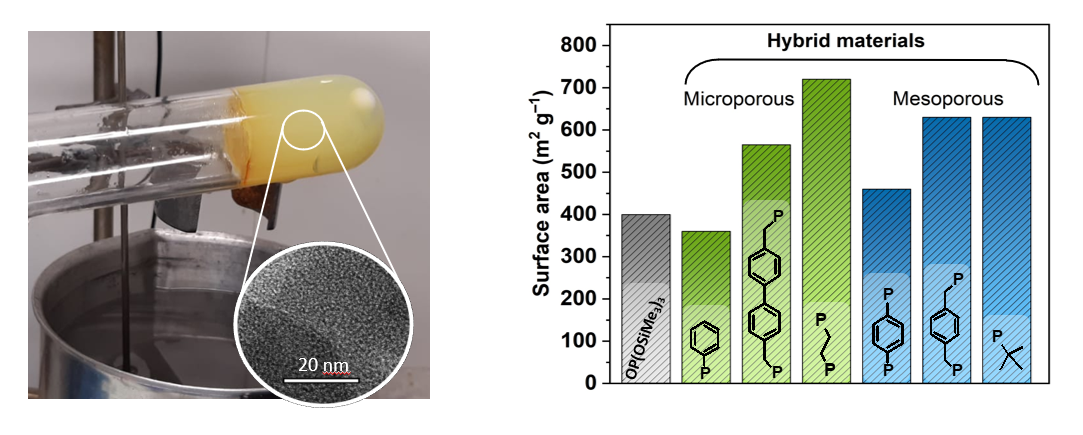 20 nm
Surface area (m² g⁻¹)
800
700
600
500
400
300
200
100
0
Hybrid materials
Microporous
Mesoporous
OP(OSiMe₃)₃
P
P
P
P
P
P
P
P
P
P